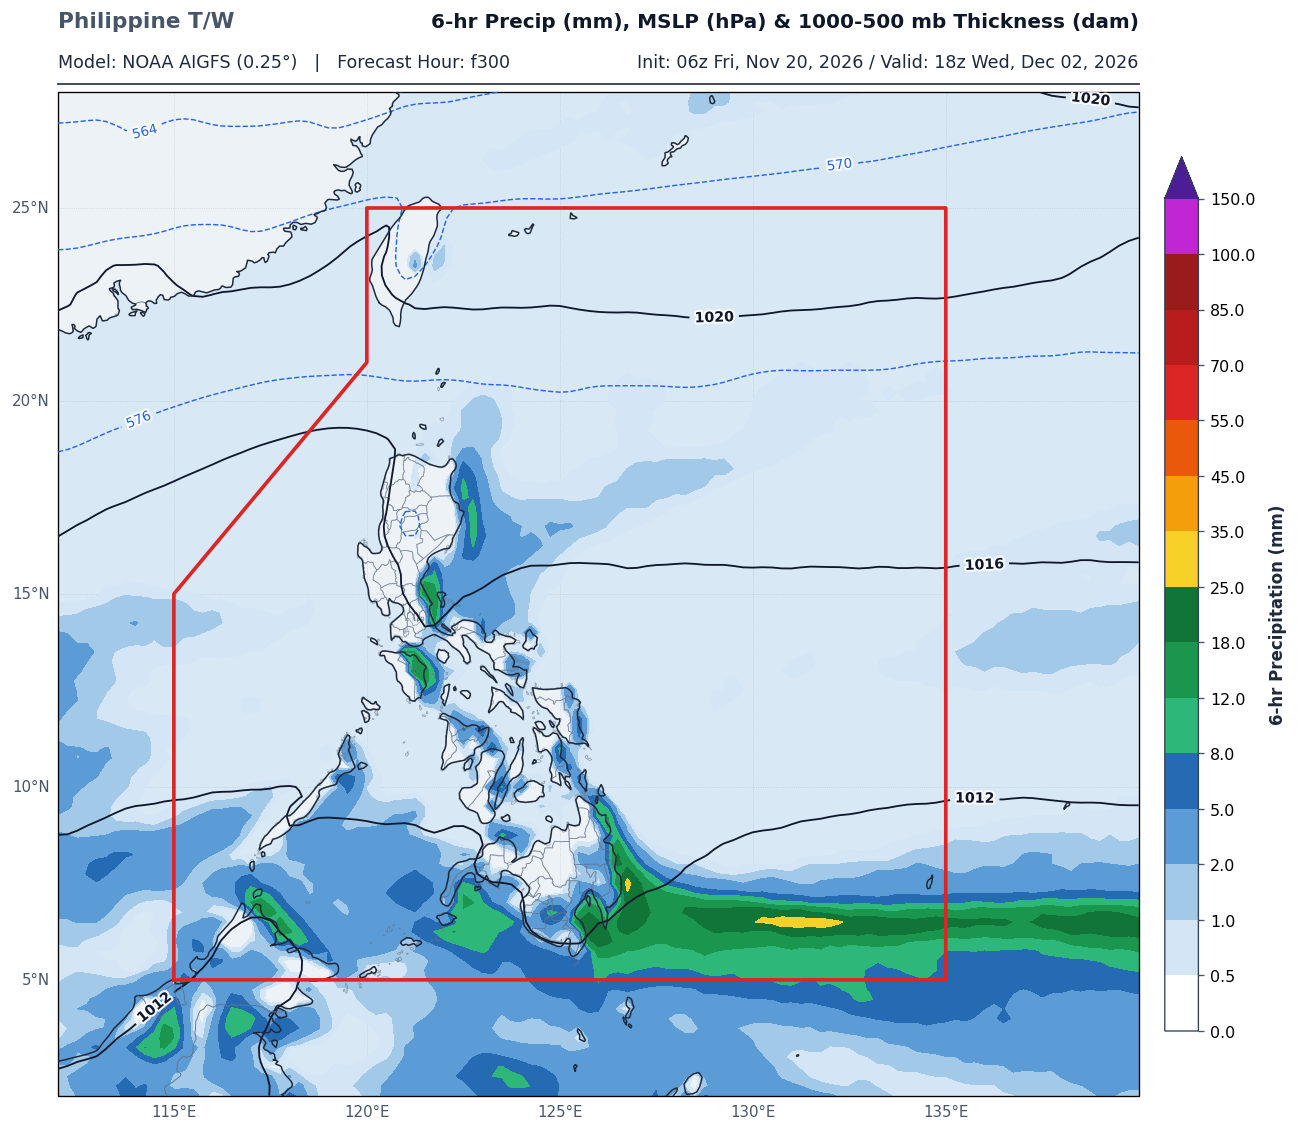 Philippine T/W
6-hr Precip (mm), MSLP (hPa) & 1000-500 mb Thickness (dam)
Model: NOAA AIGFS (0.25°) | Forecast Hour: f300
Init: 06z Fri, Nov 20, 2026 / Valid: 18z Wed, Dec 02, 2026
1020
564
570
25°N
1020
20°N
576
1016
15°N
10°N
1012
5°N
1012
115°E
120°E
125°E
130°E
135°E
150.0
100.0
85.0
70.0
55.0
45.0
35.0
25.0
18.0
12.0
8.0
5.0
2.0
1.0
0.5
0.0
6-hr Precipitation (mm)